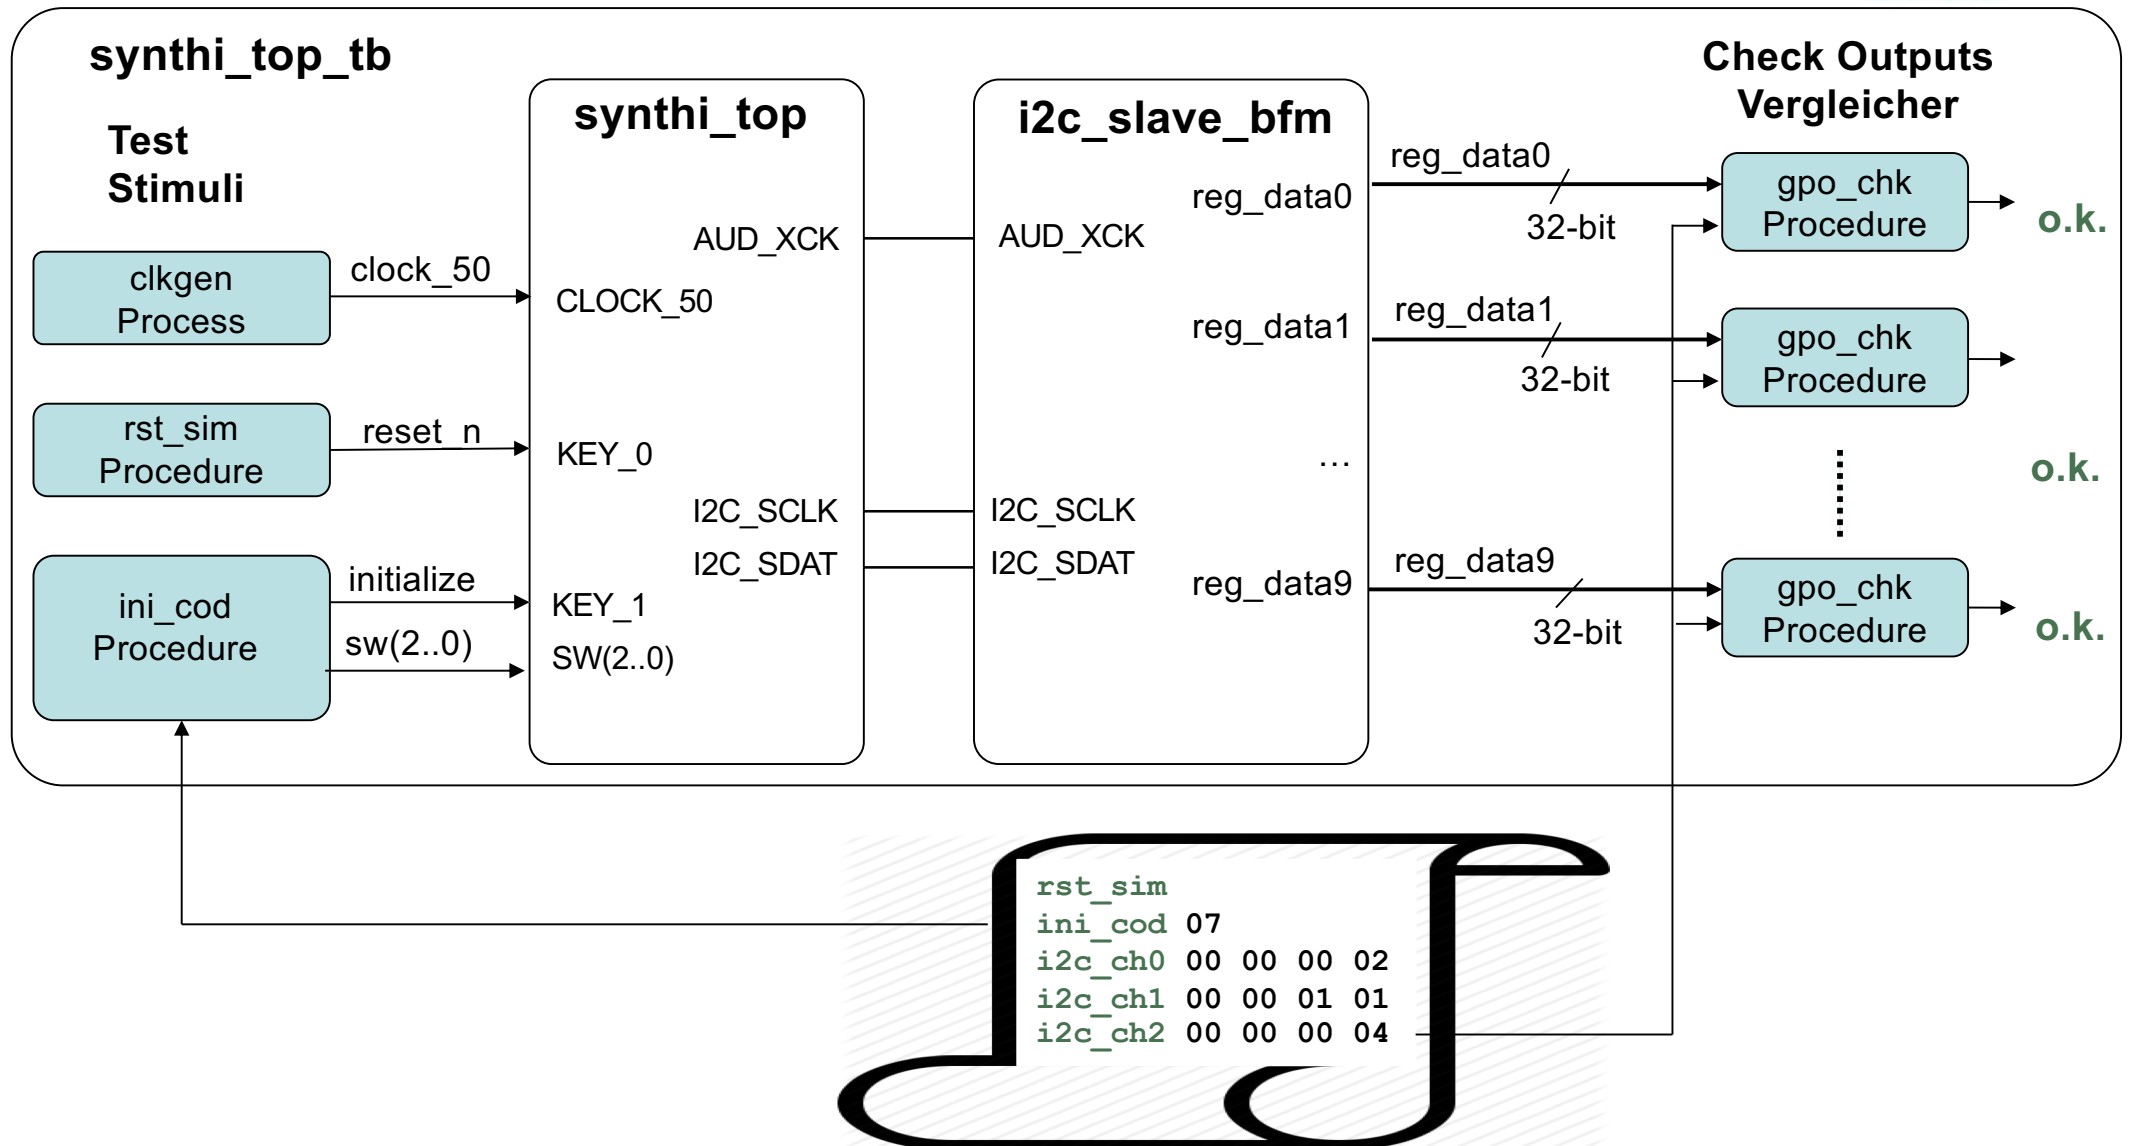 synthi_top_tb
Test
Stimuli
clkgen
Process
clock_50
rst_sim
Procedure
reset_n
ini_cod
Procedure
initialize
sw(2..0)
synthi_top
AUD_XCK
CLOCK_50
KEY_0
I2C_SCLK
I2C_SDAT
KEY_1
SW(2..0)
i2c_slave_bfm
reg_data0
AUD_XCK
reg_data1
...
I2C_SCLK
I2C_SDAT
reg_data9
reg_data0
32-bit
reg_data1
32-bit
reg_data9
32-bit
Check Outputs
Vergleicher
gpo_chk
Procedure
o.k.
gpo_chk
Procedure
o.k.
gpo_chk
Procedure
o.k.
rst_sim
ini_cod 07
i2c_ch0 00 00 00 02
i2c_ch1 00 00 01 01
i2c_ch2 00 00 00 04